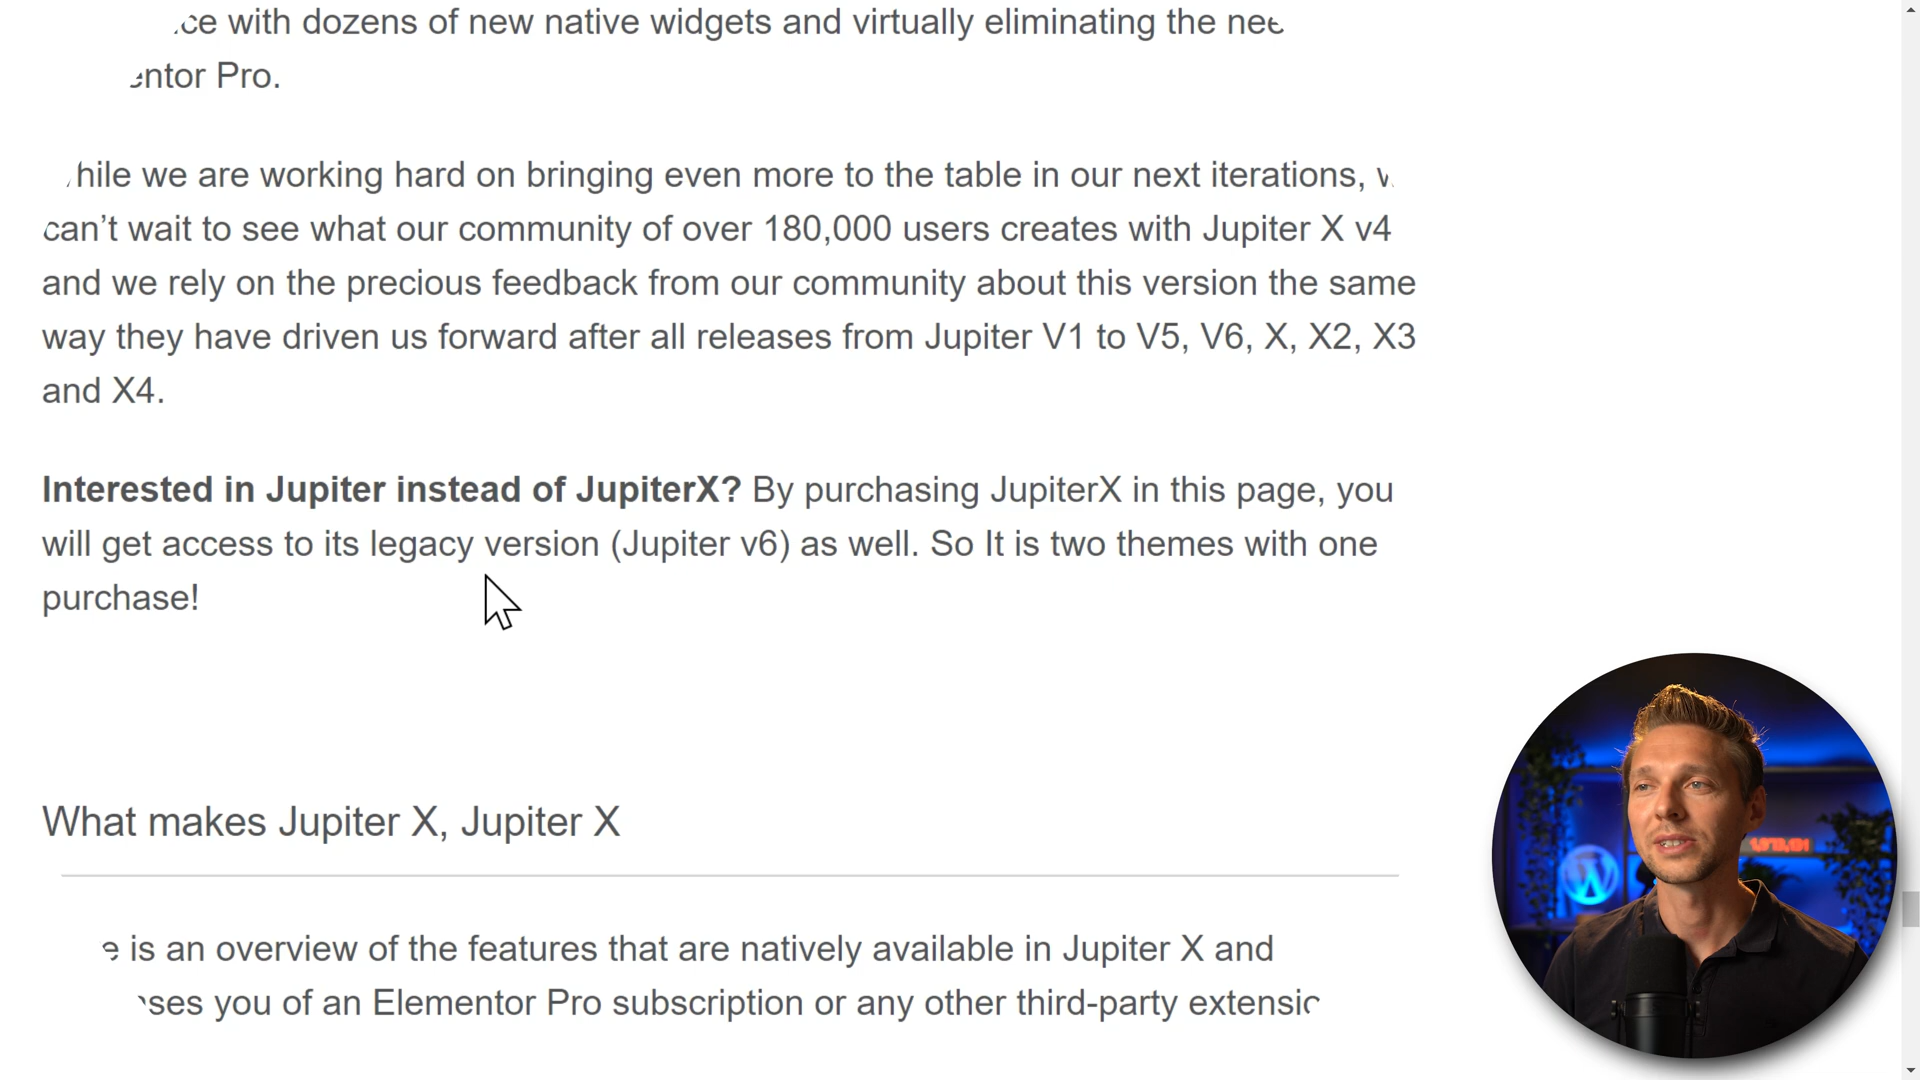 with dozens of new native widgets and virtually eliminating the
Pro.
we are working hard on bringing even more to the table in our next iterations,
can’t wait to see what our community of over 180,000 users creates with Jupiter X v4
and we rely on the precious feedback from our community about this version the same
way they have driven us forward after all releases from Jupiter V1 to V5, V6, X, X2, X3
and X4.
Interested in Jupiter instead of JupiterX? By purchasing JupiterX in this page, you
will get access to its legacy version (Jupiter v6) as well. So It is two themes with one
purchase!
What makes Jupiter X, Jupiter X
is an overview of the features that are natively available in Jupiter X and
you of an Elementor Pro subscription or any other third-party